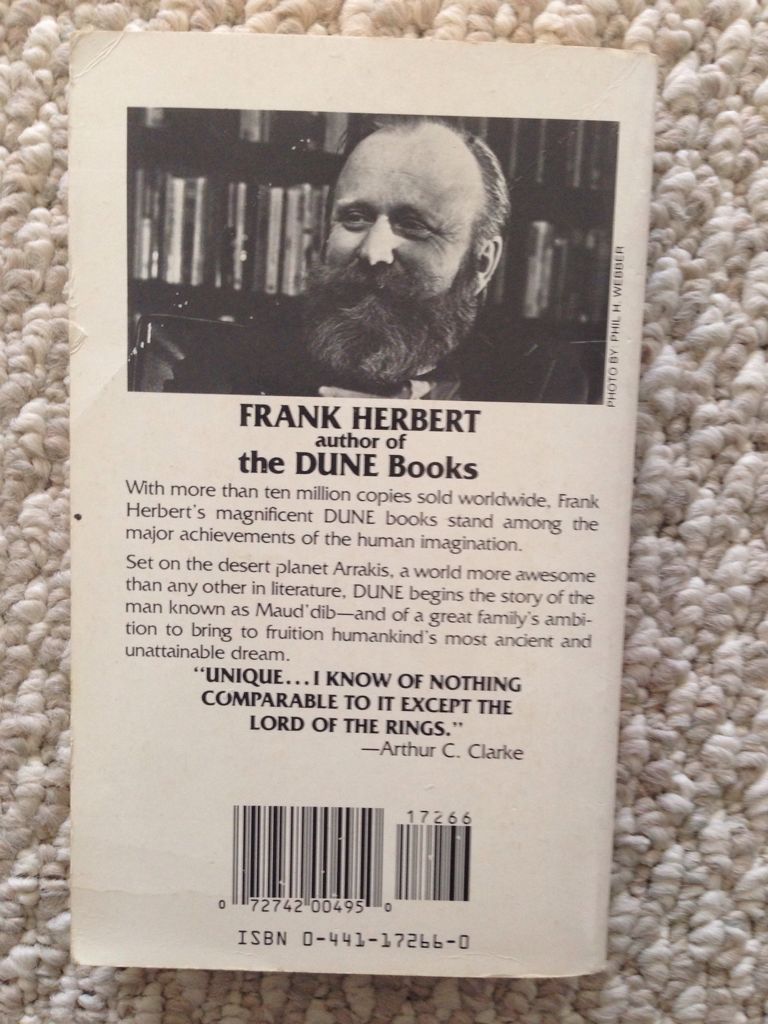 PHOTO BY: PHIL H. WEBBER
FRANK HERBERT
author of
the DUNE Books
With more than ten million copies sold worldwide, Frank
Herbert's magnificent DUNE books stand among the
major achievements of the human imagination.
Set on the desert planet Arrakis, a world more awesome
than any other in literature, DUNE begins the story of the
man known as Maud'dib—and of a great family's ambi-
tion to bring to fruition humankind's most ancient and
unattainable dream.
"UNIQUE...I KNOW OF NOTHING
COMPARABLE TO IT EXCEPT THE
LORD OF THE RINGS."
—Arthur C. Clarke
17266
0 72742 00495 0
ISBN 0-441-17266-0